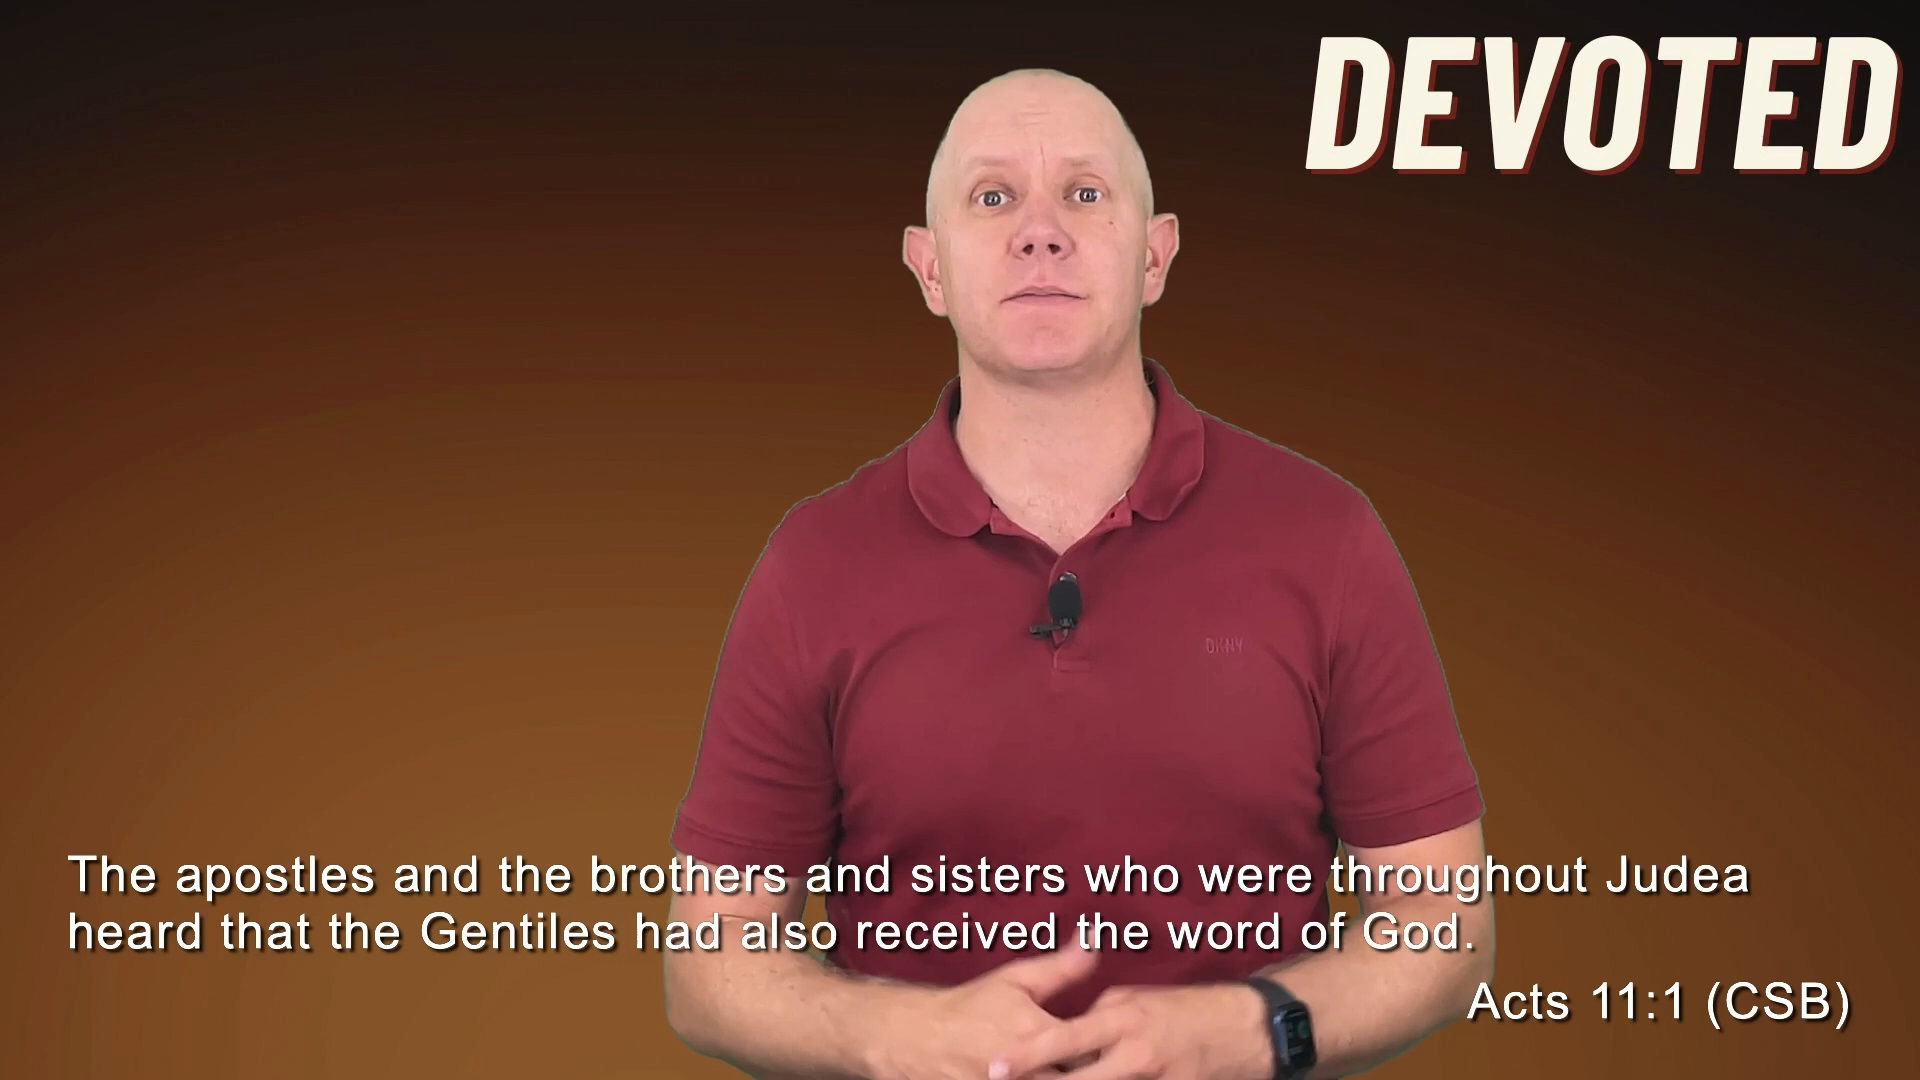 DEVOTED
DKNY
The apostles and the brothers and sisters who were throughout Judea
heard that the Gentiles had also received the word of God.
Acts 11:1 (CSB)